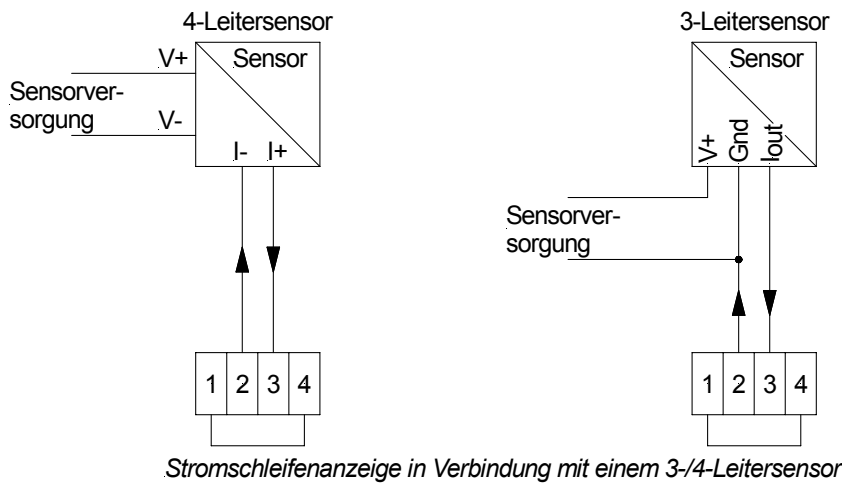 4-Leitersensor
V+
Sensor
Sensorver-
sorgung
V-
I- I+
1 2 3 4
3-Leitersensor
Sensor
V+ Gnd Iout
Sensorver-
sorgung
1 2 3 4
Stromschleifenanzeige in Verbindung mit einem 3-/4-Leitersensor